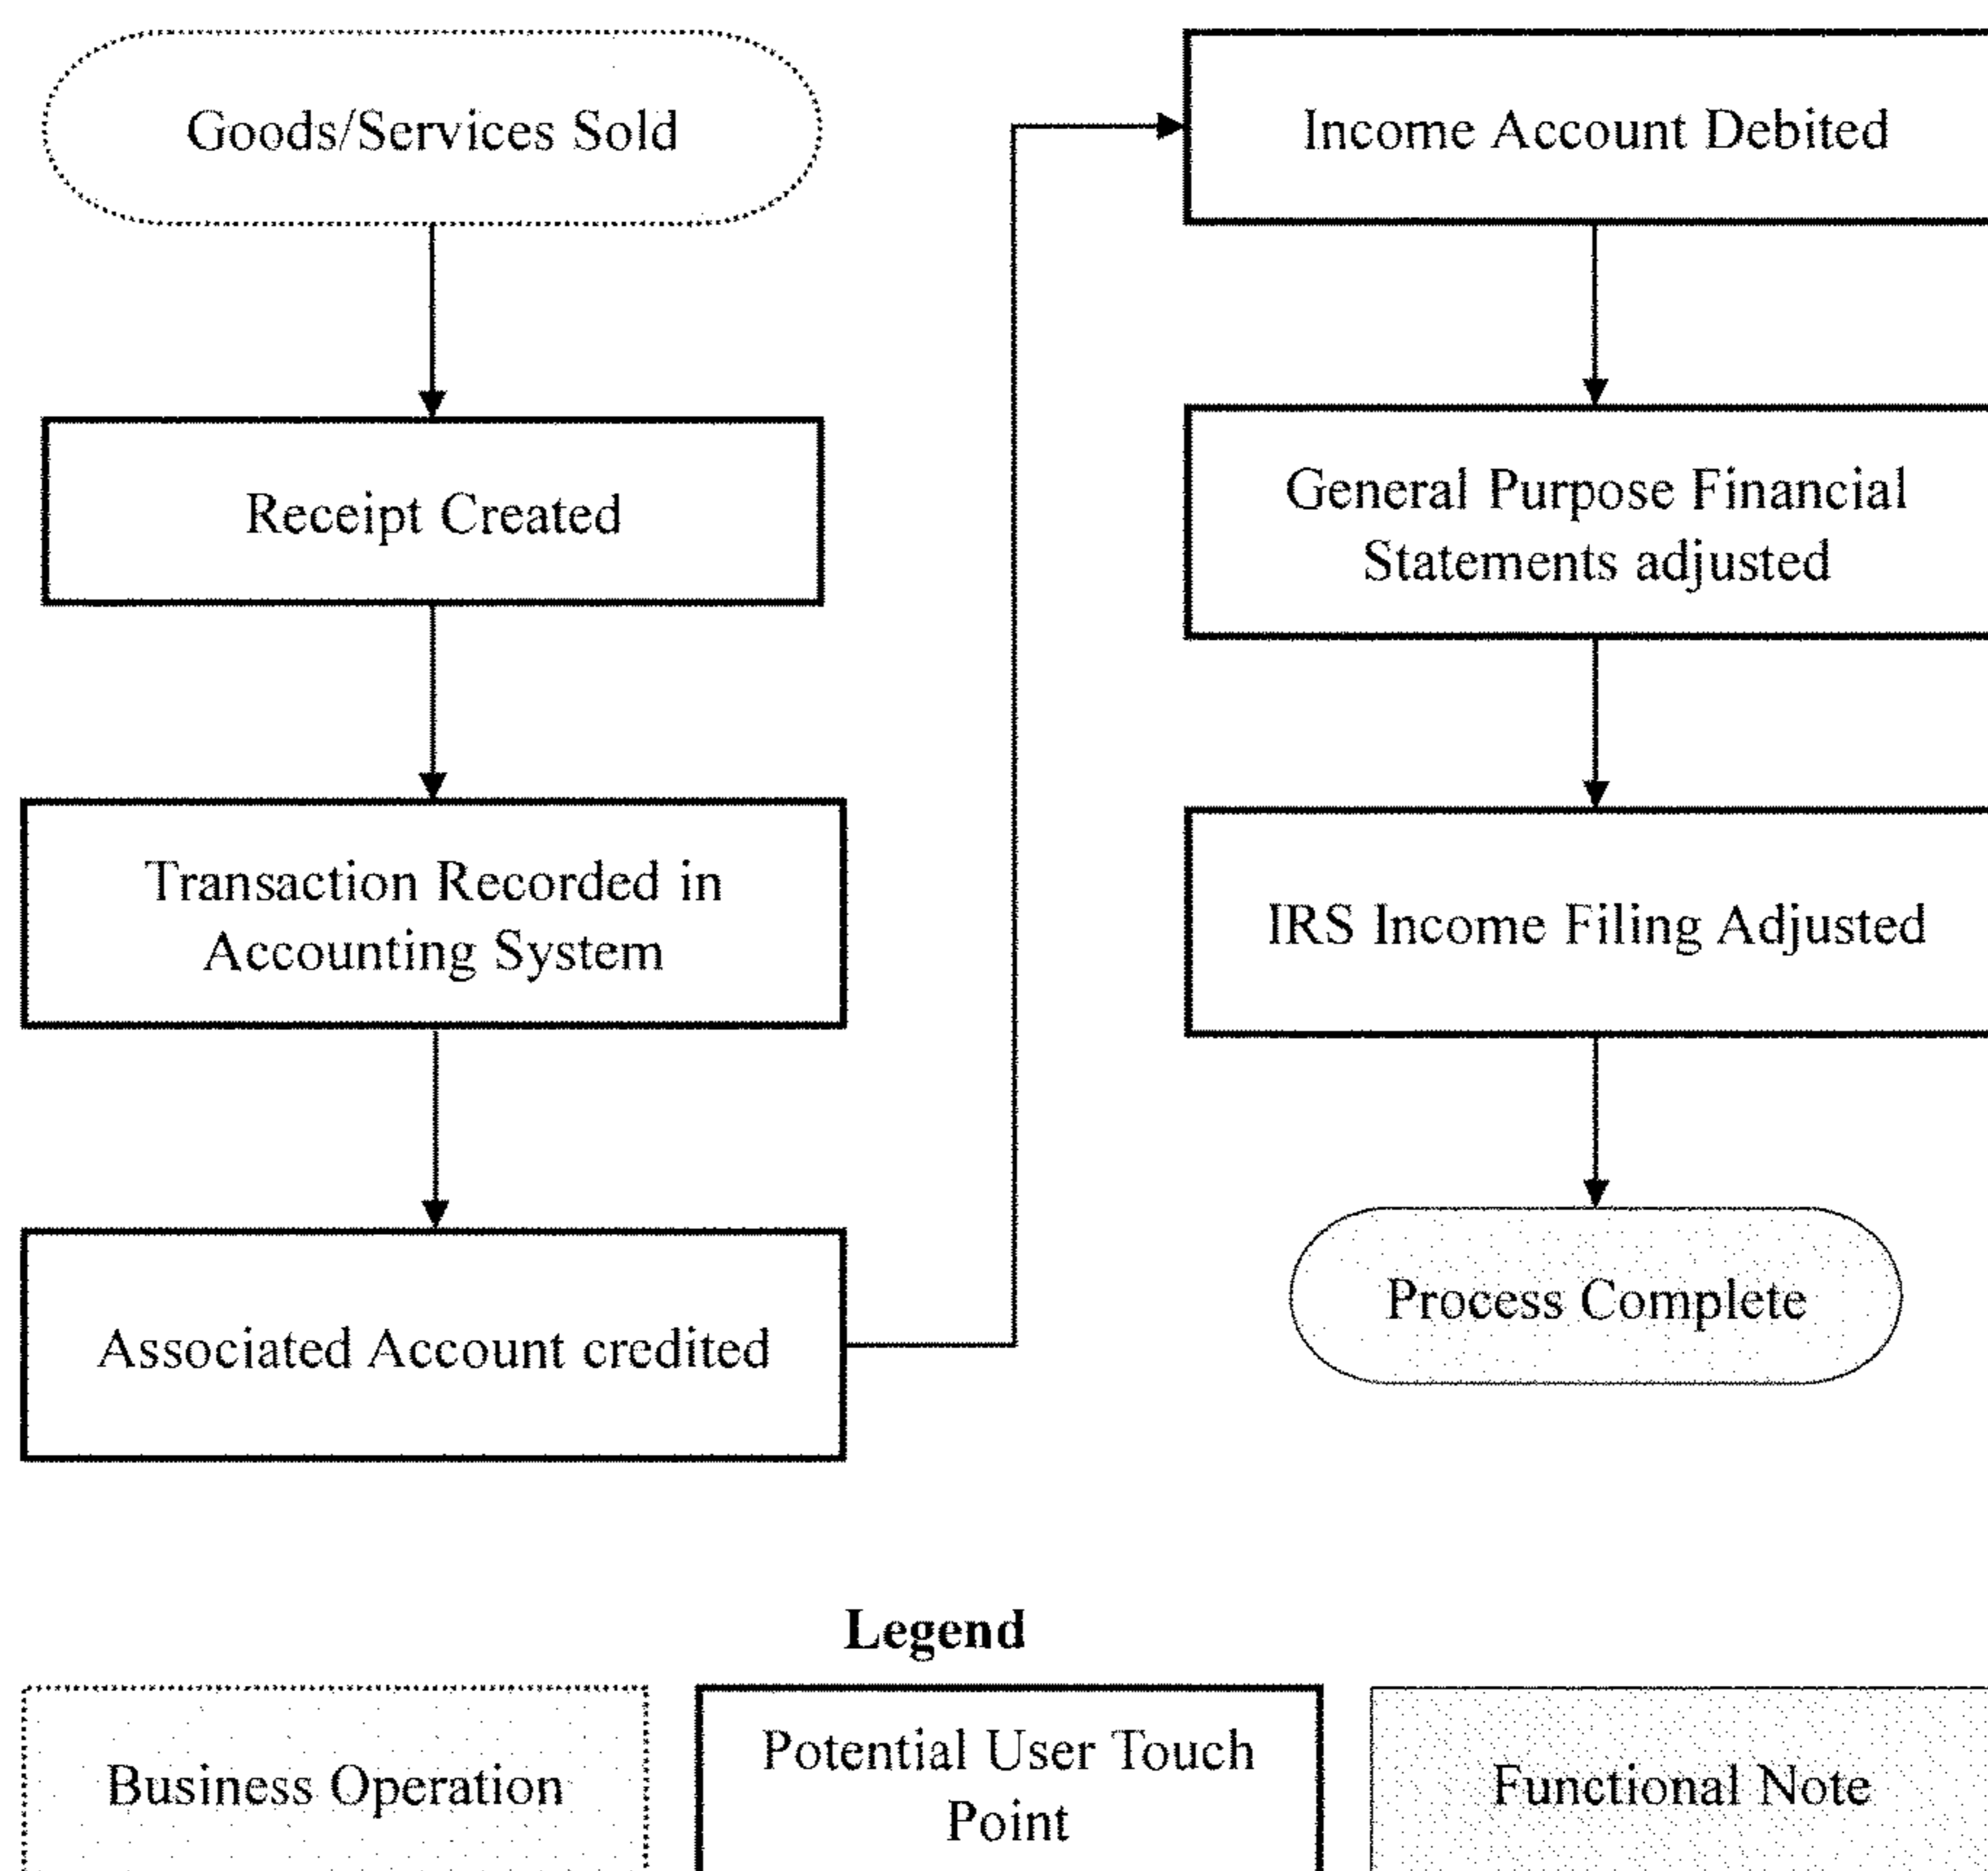 Goods/Services Sold
Receipt Created
Transaction Recorded in
Accounting System
Associated Account credited
Income Account Debited
General Purpose Financial
Statements adjusted
IRS Income Filing Adjusted
Process Complete
Legend
Business Operation
Potential User Touch
Point
Functional Note